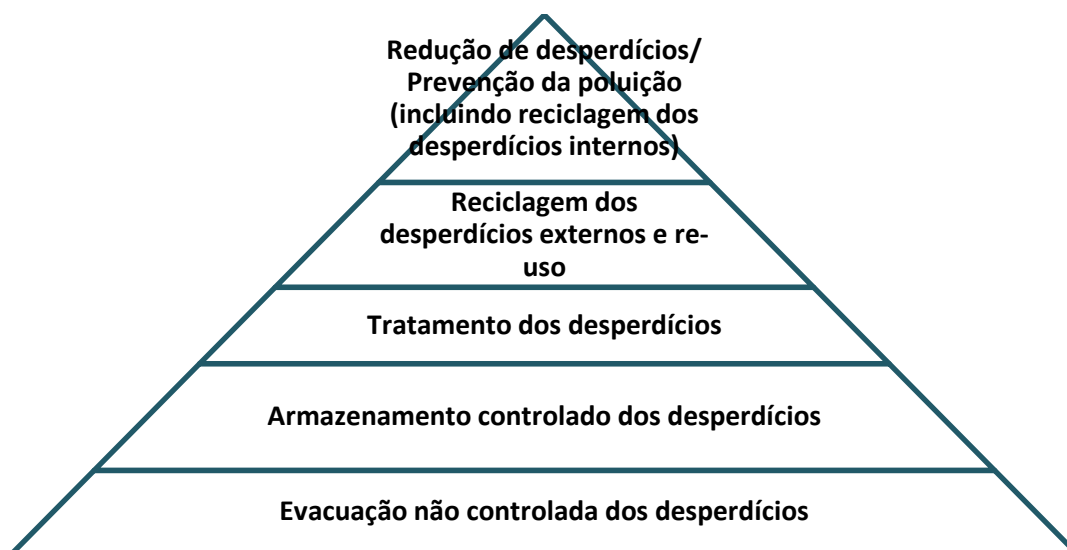 Redução de desperdícios/
Prevenção da poluição
(incluindo reciclagem dos
desperdícios internos)
Reciclagem dos
desperdícios externos e re-
uso
Tratamento dos desperdícios
Armazenamento controlado dos desperdícios
Evacuação não controlada dos desperdícios